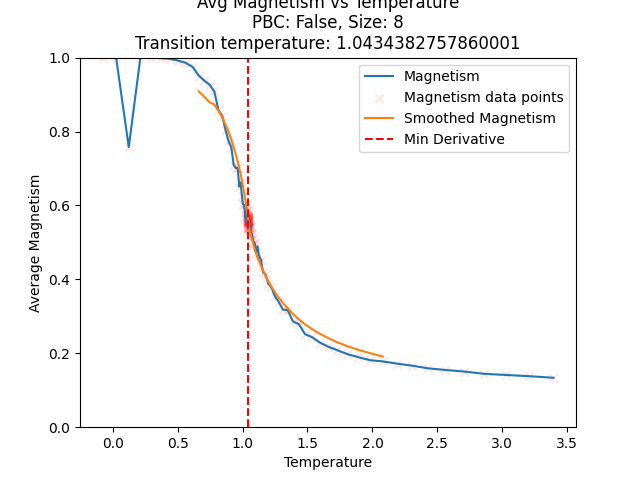 Avg Magnetism vs Temperature
PBC: False, Size: 8
Transition temperature: 1.0434382757860001
1.0
0.8
0.6
0.4
0.2
0.0
Average Magnetism
Magnetism
Magnetism data points
Smoothed Magnetism
Min Derivative
0.0 0.5 1.0 1.5 2.0 2.5 3.0 3.5
Temperature